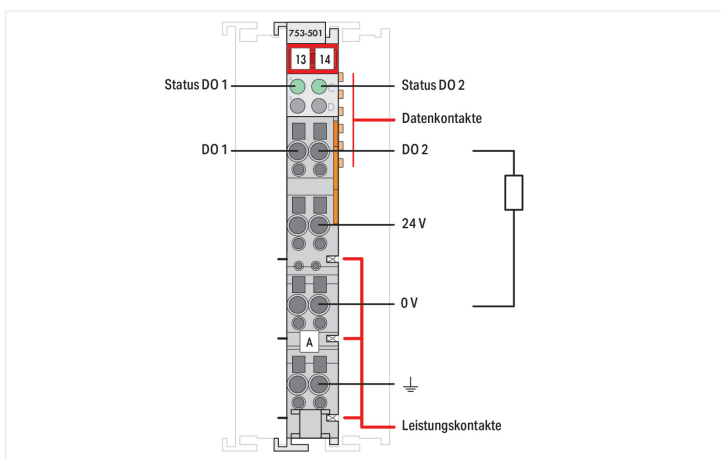 753-501
13 14
Status DO 1
Status DO 2
C
D
Datenkontakte
DO 1
DO 2
24 V
0 V
A
Leistungskontakte